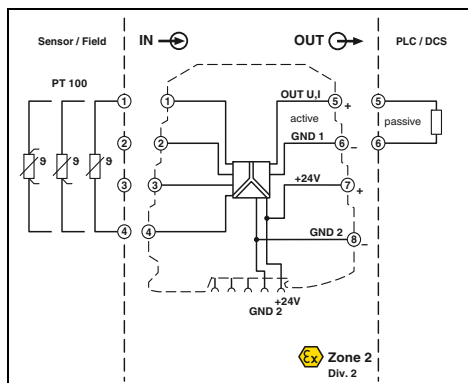 Sensor / Field IN OUT PLC / DCS
PT 100
1 1 OUT U,I 5 + 5
active passive
2 2 GND 1 6 – 6
ϑ ϑ ϑ
3 3 +24V 7 +
4 4 GND 2 8 –
+24V
GND 2
Ex Zone 2
Div. 2